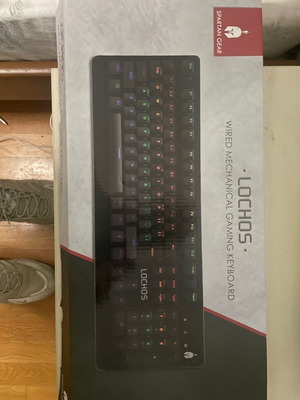 SPARTAN GEAR
· LOCHOS ·
WIRED MECHANICAL GAMING KEYBOARD
LOCHOS